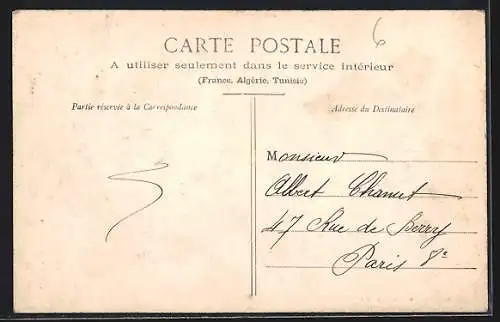 6
CARTE POSTALE
A utiliser seulement dans le service intérieur
(France, Algérie, Tunisie)
Partie réservée à la Correspondance
Adresse du Destinataire
Monsieur
Albert Chanut
47 Rue de Berry
Paris 8e